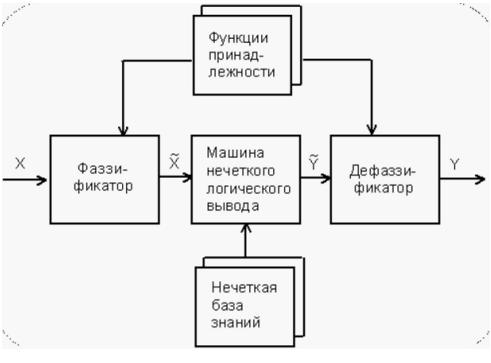 Функции
принад-
лежности
X
Фаззи-
фикатор
X̃
Машина
нечеткого
логического
вывода
Ỹ
Дефаззи-
фикатор
Y
Нечеткая
база
знаний